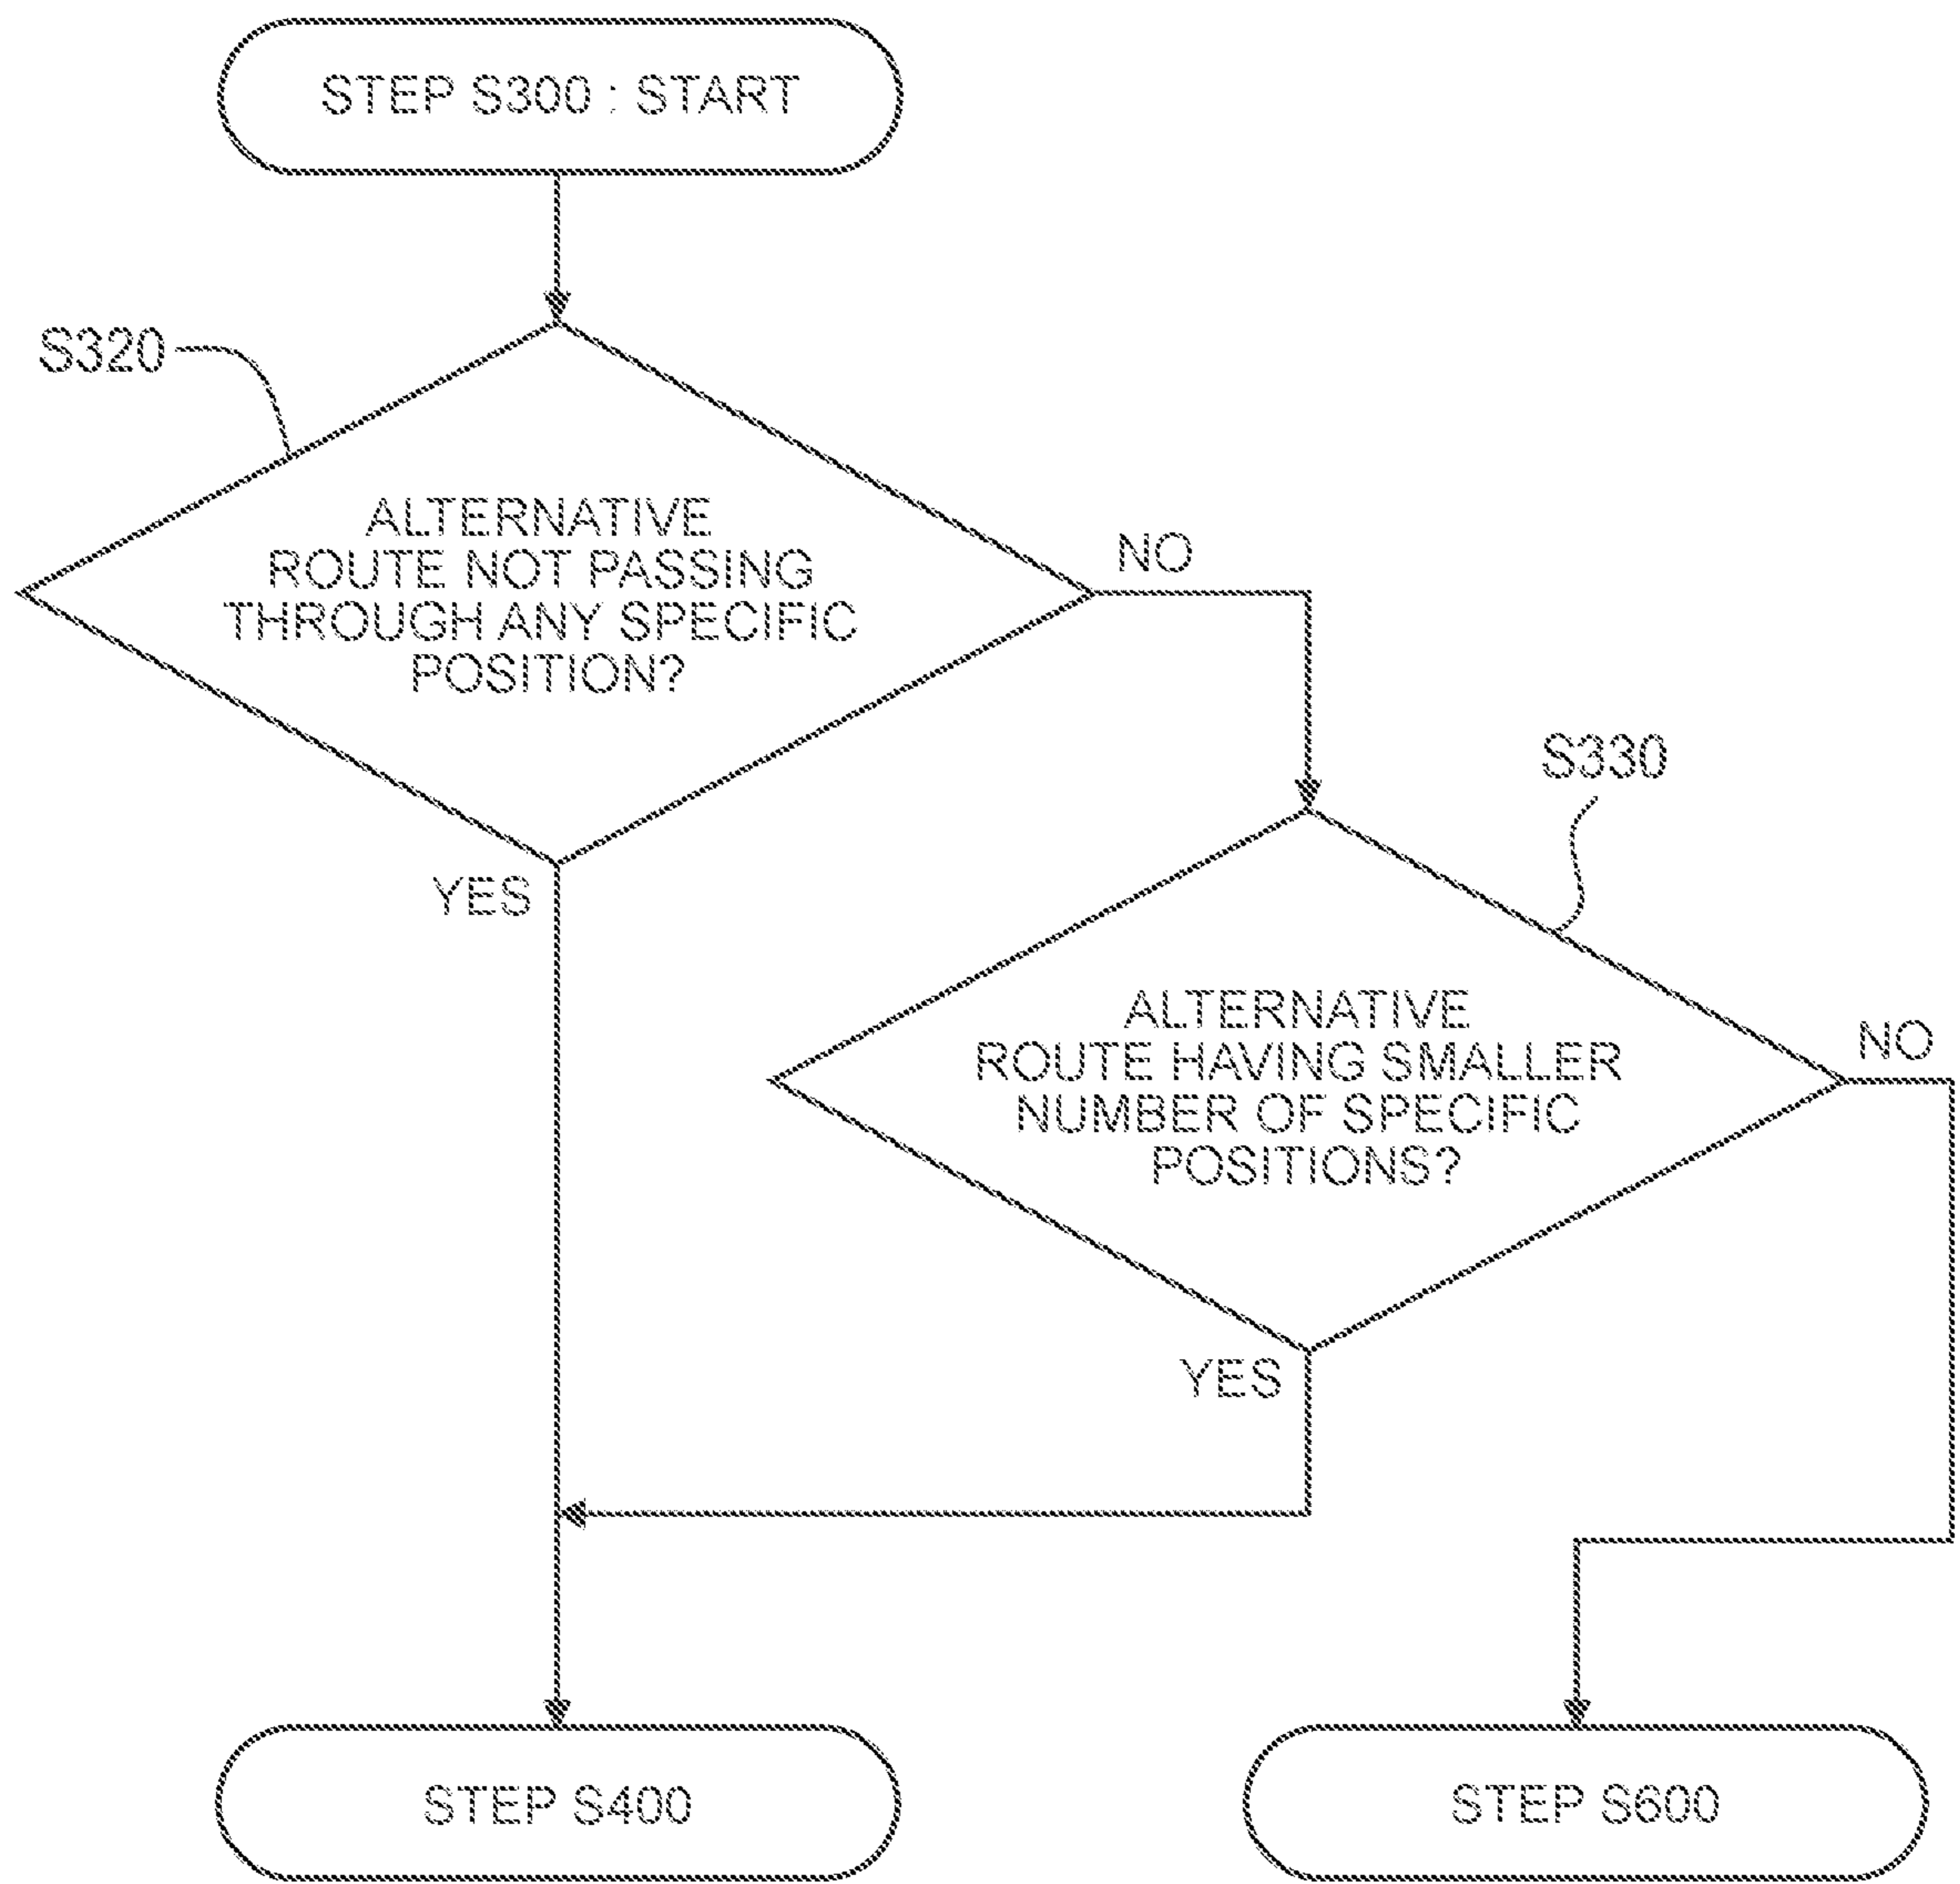 STEP S300 : START
S320
ALTERNATIVE
ROUTE NOT PASSING
THROUGH ANY SPECIFIC
POSITION?
NO
YES
S330
ALTERNATIVE
ROUTE HAVING SMALLER
NUMBER OF SPECIFIC
POSITIONS?
NO
YES
STEP S400
STEP S600